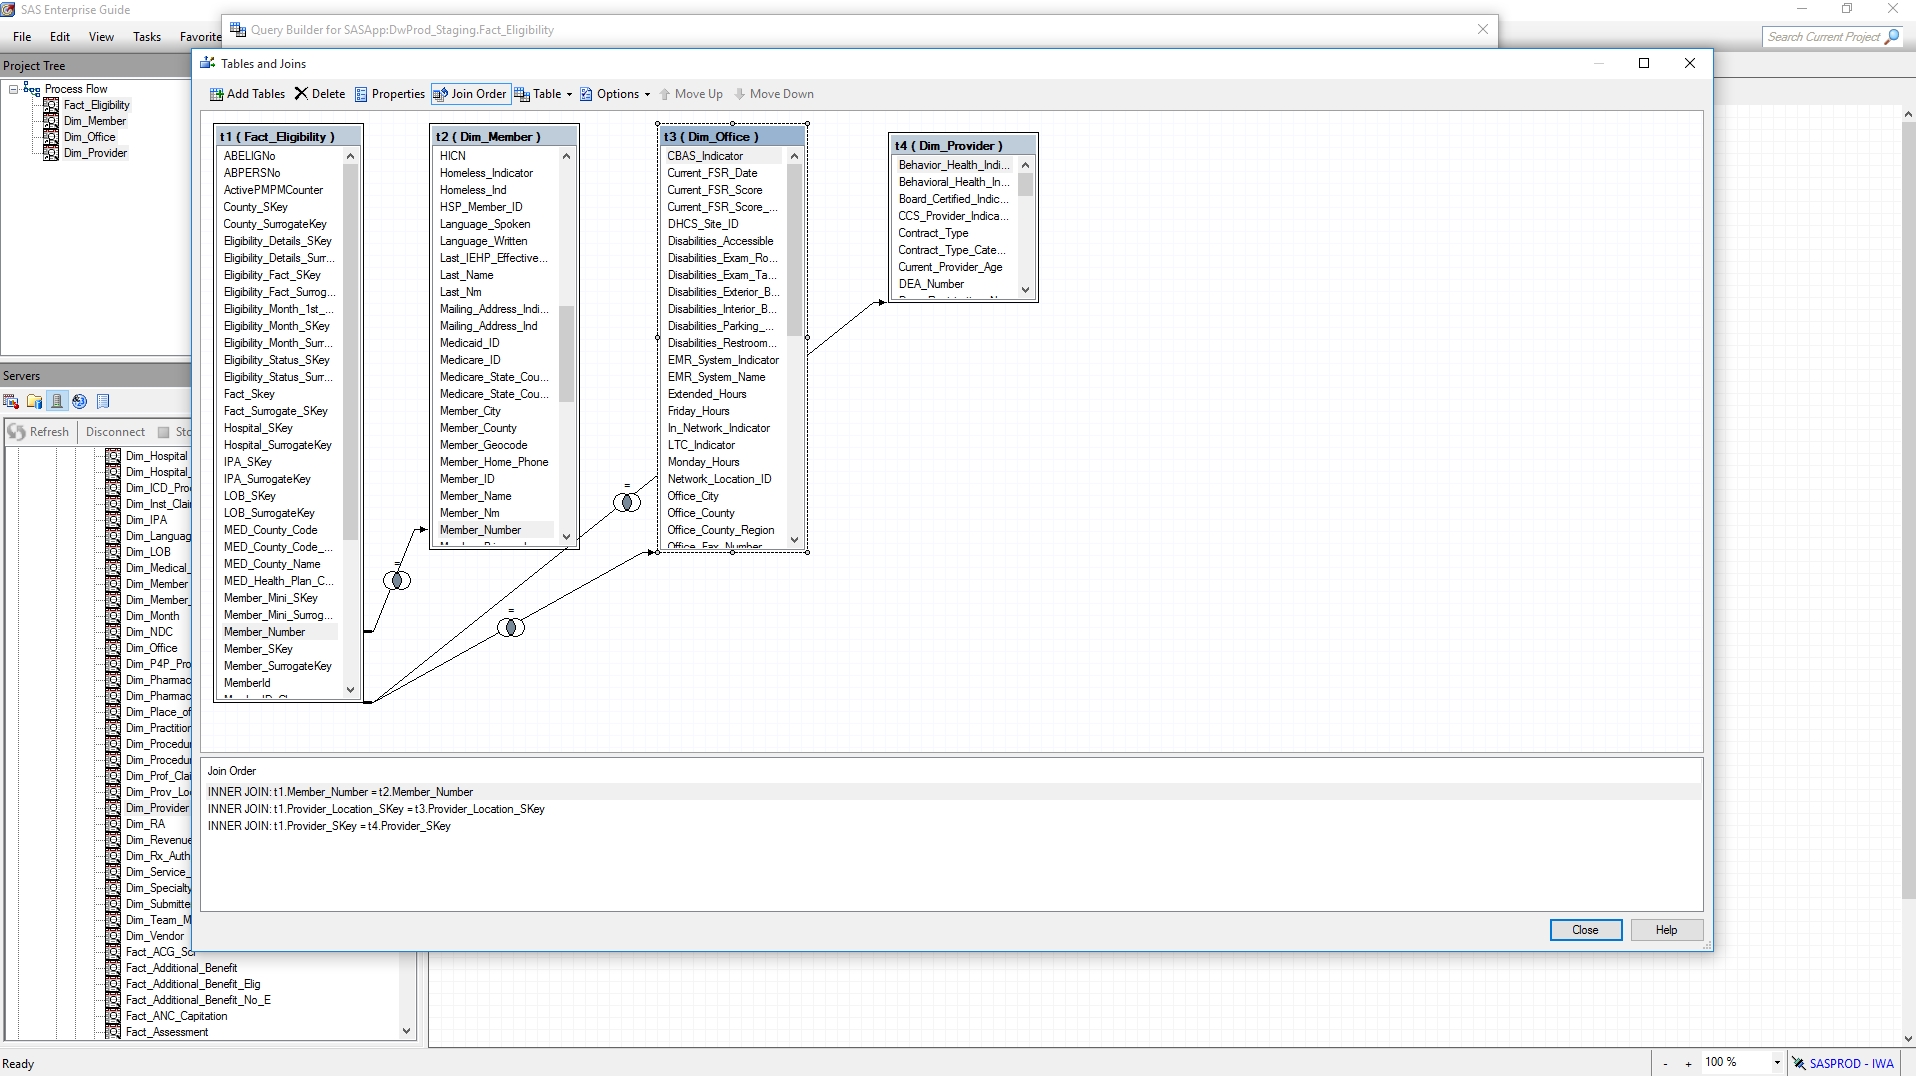 SAS Enterprise Guide
File Edit View Tasks Favorite
Query Builder for SASApp:DwProd_Staging.Fact_Eligibility
Search Current Project
Project Tree
Process Flow
Fact_Eligibility
Dim_Member
Dim_Office
Dim_Provider
Servers
Refresh Disconnect Sto
Dim_Hospital
Dim_Hospital_
Dim_ICD_Pro
Dim_Inst_Clai
Dim_IPA
Dim_Languag
Dim_LOB
Dim_Medical_
Dim_Member
Dim_Member_
Dim_Month
Dim_NDC
Dim_Office
Dim_P4P_Pro
Dim_Pharmac
Dim_Pharmac
Dim_Place_of
Dim_Practition
Dim_Procedu
Dim_Procedu
Dim_Prof_Clai
Dim_Prov_Lo
Dim_Provider
Dim_RA
Dim_Revenue
Dim_Rx_Auth
Dim_Service_
Dim_Specialty
Dim_Submitte
Dim_Team_M
Dim_Vendor
Fact_ACG_Sc
Fact_Additional_Benefit
Fact_Additional_Benefit_Elig
Fact_Additional_Benefit_No_E
Fact_ANC_Capitation
Fact_Assessment
Tables and Joins
Add Tables Delete Properties Join Order Table Options Move Up Move Down
t1 ( Fact_Eligibility )
ABELIGNo
ABPERSNo
ActivePMPMCounter
County_SKey
County_SurrogateKey
Eligibility_Details_SKey
Eligibility_Details_Surr...
Eligibility_Fact_SKey
Eligibility_Fact_Surrog...
Eligibility_Month_1st_...
Eligibility_Month_SKey
Eligibility_Month_Surr...
Eligibility_Status_SKey
Eligibility_Status_Surr...
Fact_Skey
Fact_Surrogate_SKey
Hospital_SKey
Hospital_SurrogateKey
IPA_SKey
IPA_SurrogateKey
LOB_SKey
LOB_SurrogateKey
MED_County_Code
MED_County_Code_...
MED_County_Name
MED_Health_Plan_C...
Member_Mini_SKey
Member_Mini_Surrog...
Member_Number
Member_SKey
Member_SurrogateKey
MemberId
t2 ( Dim_Member )
HICN
Homeless_Indicator
Homeless_Ind
HSP_Member_ID
Language_Spoken
Language_Written
Last_IEHP_Effective...
Last_Name
Last_Nm
Mailing_Address_Indi...
Mailing_Address_Ind
Medicaid_ID
Medicare_ID
Medicare_State_Cou...
Medicare_State_Cou...
Member_City
Member_County
Member_Geocode
Member_Home_Phone
Member_ID
Member_Name
Member_Nm
Member_Number
t3 ( Dim_Office )
CBAS_Indicator
Current_FSR_Date
Current_FSR_Score
Current_FSR_Score_...
DHCS_Site_ID
Disabilities_Accessible
Disabilities_Exam_Ro...
Disabilities_Exam_Ta...
Disabilities_Exterior_B...
Disabilities_Interior_B...
Disabilities_Parking_...
Disabilities_Restroom...
EMR_System_Indicator
EMR_System_Name
Extended_Hours
Friday_Hours
In_Network_Indicator
LTC_Indicator
Monday_Hours
Network_Location_ID
Office_City
Office_County
Office_County_Region
Office_Fax_Number
t4 ( Dim_Provider )
Behavior_Health_Indi...
Behavioral_Health_In...
Board_Certified_Indic...
CCS_Provider_Indica...
Contract_Type
Contract_Type_Cate...
Current_Provider_Age
DEA_Number
=
=
=
Join Order
INNER JOIN: t1.Member_Number = t2.Member_Number
INNER JOIN: t1.Provider_Location_SKey = t3.Provider_Location_SKey
INNER JOIN: t1.Provider_SKey = t4.Provider_SKey
Close Help
Ready
- + 100 % SASPROD - IWA